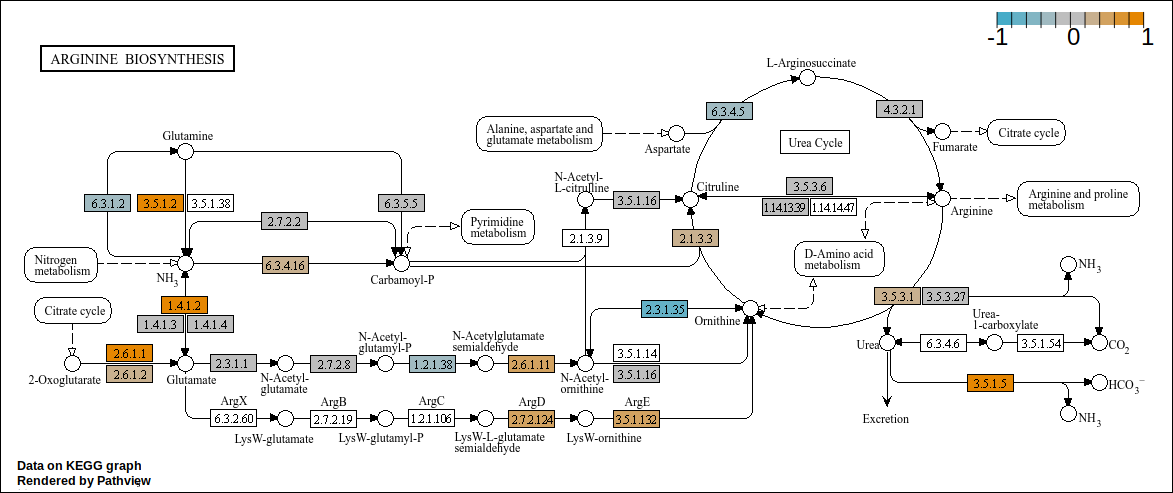 -1 0 1
ARGININE BIOSYNTHESIS
L-Arginosuccinate
6.3.4.5
4.3.2.1
Alanine, aspartate and
glutamate metabolism
Aspartate
Urea Cycle
Fumarate
Citrate cycle
Glutamine
6.3.1.2
3.5.1.2
3.5.1.38
6.3.5.5
2.7.2.2
N-Acetyl-
L-citrulline
3.5.1.16
Citruline
3.5.3.6
1.14.13.39
1.14.14.47
Arginine
Arginine and proline
metabolism
Pyrimidine
metabolism
2.1.3.9
2.1.3.3
D-Amino acid
metabolism
Nitrogen
metabolism
NH3
6.3.4.16
Carbamoyl-P
NH3
Citrate cycle
1.4.1.2
1.4.1.3
1.4.1.4
2.3.1.35
Ornithine
3.5.3.1
3.5.3.27
Urea-
1-carboxylate
Urea
6.3.4.6
3.5.1.54
CO2
2.6.1.1
2.6.1.2
2-Oxoglutarate
Glutamate
2.3.1.1
N-Acetyl-
glutamate
2.7.2.8
N-Acetyl-
glutamyl-P
1.2.1.38
N-Acetylglutamate
semialdehyde
2.6.1.11
N-Acetyl-
ornithine
3.5.1.14
3.5.1.16
3.5.1.5
HCO3−
NH3
Excretion
ArgX
6.3.2.60
LysW-glutamate
ArgB
2.7.2.19
LysW-glutamyl-P
ArgC
1.2.1.106
LysW-L-glutamate
semialdehyde
ArgD
2.7.2.124
LysW-ornithine
ArgE
3.5.1.132
Data on KEGG graph
Rendered by Pathview